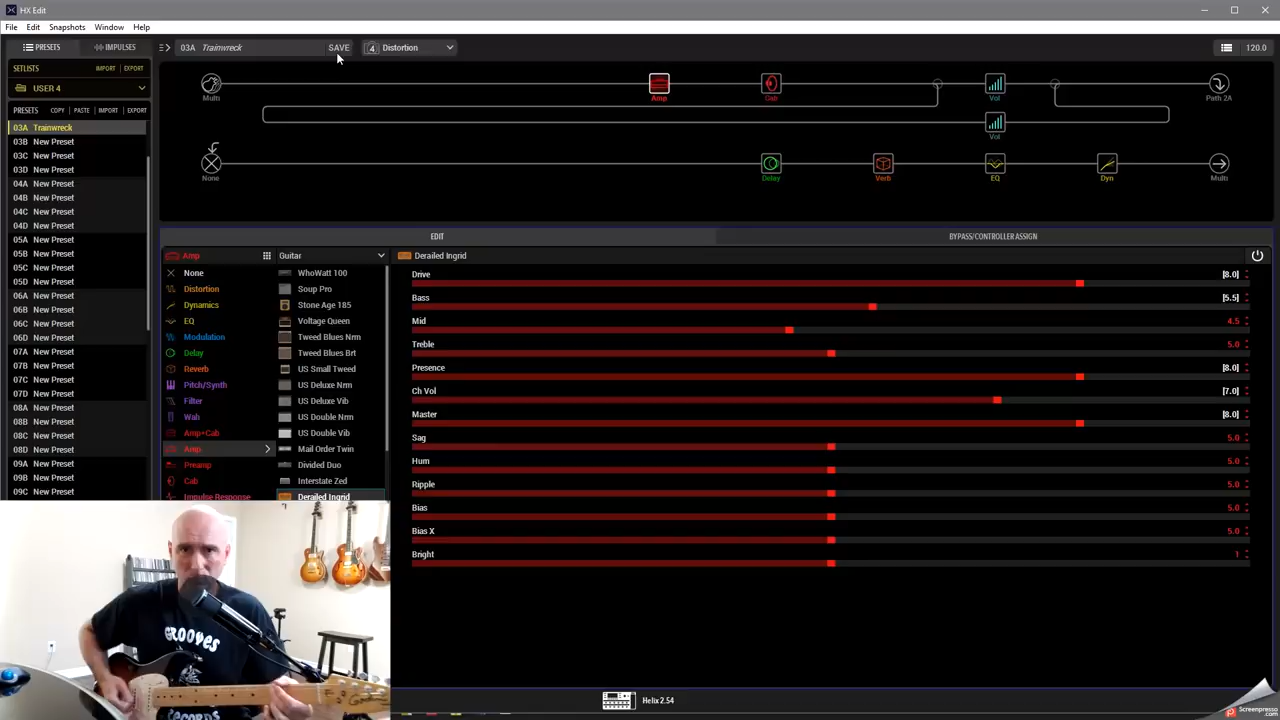 HX Edit
File Edit Snapshots Window Help
PRESETS IMPULSES 03A Trainwreck SAVE 4 Distortion 120.0
SETLISTS IMPORT EXPORT
USER 4
PRESETS COPY PASTE IMPORT EXPORT
03A Trainwreck
03B New Preset
03C New Preset
03D New Preset
04A New Preset
04B New Preset
04C New Preset
04D New Preset
05A New Preset
05B New Preset
05C New Preset
05D New Preset
06A New Preset
06B New Preset
06C New Preset
06D New Preset
07A New Preset
07B New Preset
07C New Preset
07D New Preset
08A New Preset
08B New Preset
08C New Preset
08D New Preset
09A New Preset
09B New Preset
09C New Preset
Multi Amp Cab Vol Path 2A
Vol
None Delay Verb EQ Dyn Multi
EDIT BYPASS/CONTROLLER ASSIGN
Amp Guitar
None
Distortion
Dynamics
EQ
Modulation
Delay
Reverb
Pitch/Synth
Filter
Wah
Amp+Cab
Amp
Preamp
Cab
Impulse Response
WhoWatt 100
Soup Pro
Stone Age 185
Voltage Queen
Tweed Blues Nrm
Tweed Blues Brt
US Small Tweed
US Deluxe Nrm
US Deluxe Vib
US Double Nrm
US Double Vib
Mail Order Twin
Divided Duo
Interstate Zed
Derailed Ingrid
Derailed Ingrid
Drive [8.0]
Bass [5.5]
Mid 4.5
Treble 5.0
Presence [8.0]
Ch Vol [7.0]
Master [8.0]
Sag 5.0
Hum 5.0
Ripple 5.0
Bias 5.0
Bias X 5.0
Bright 1
GROOVES
RECORDS
Helix 2.54
Screenpresso
.com